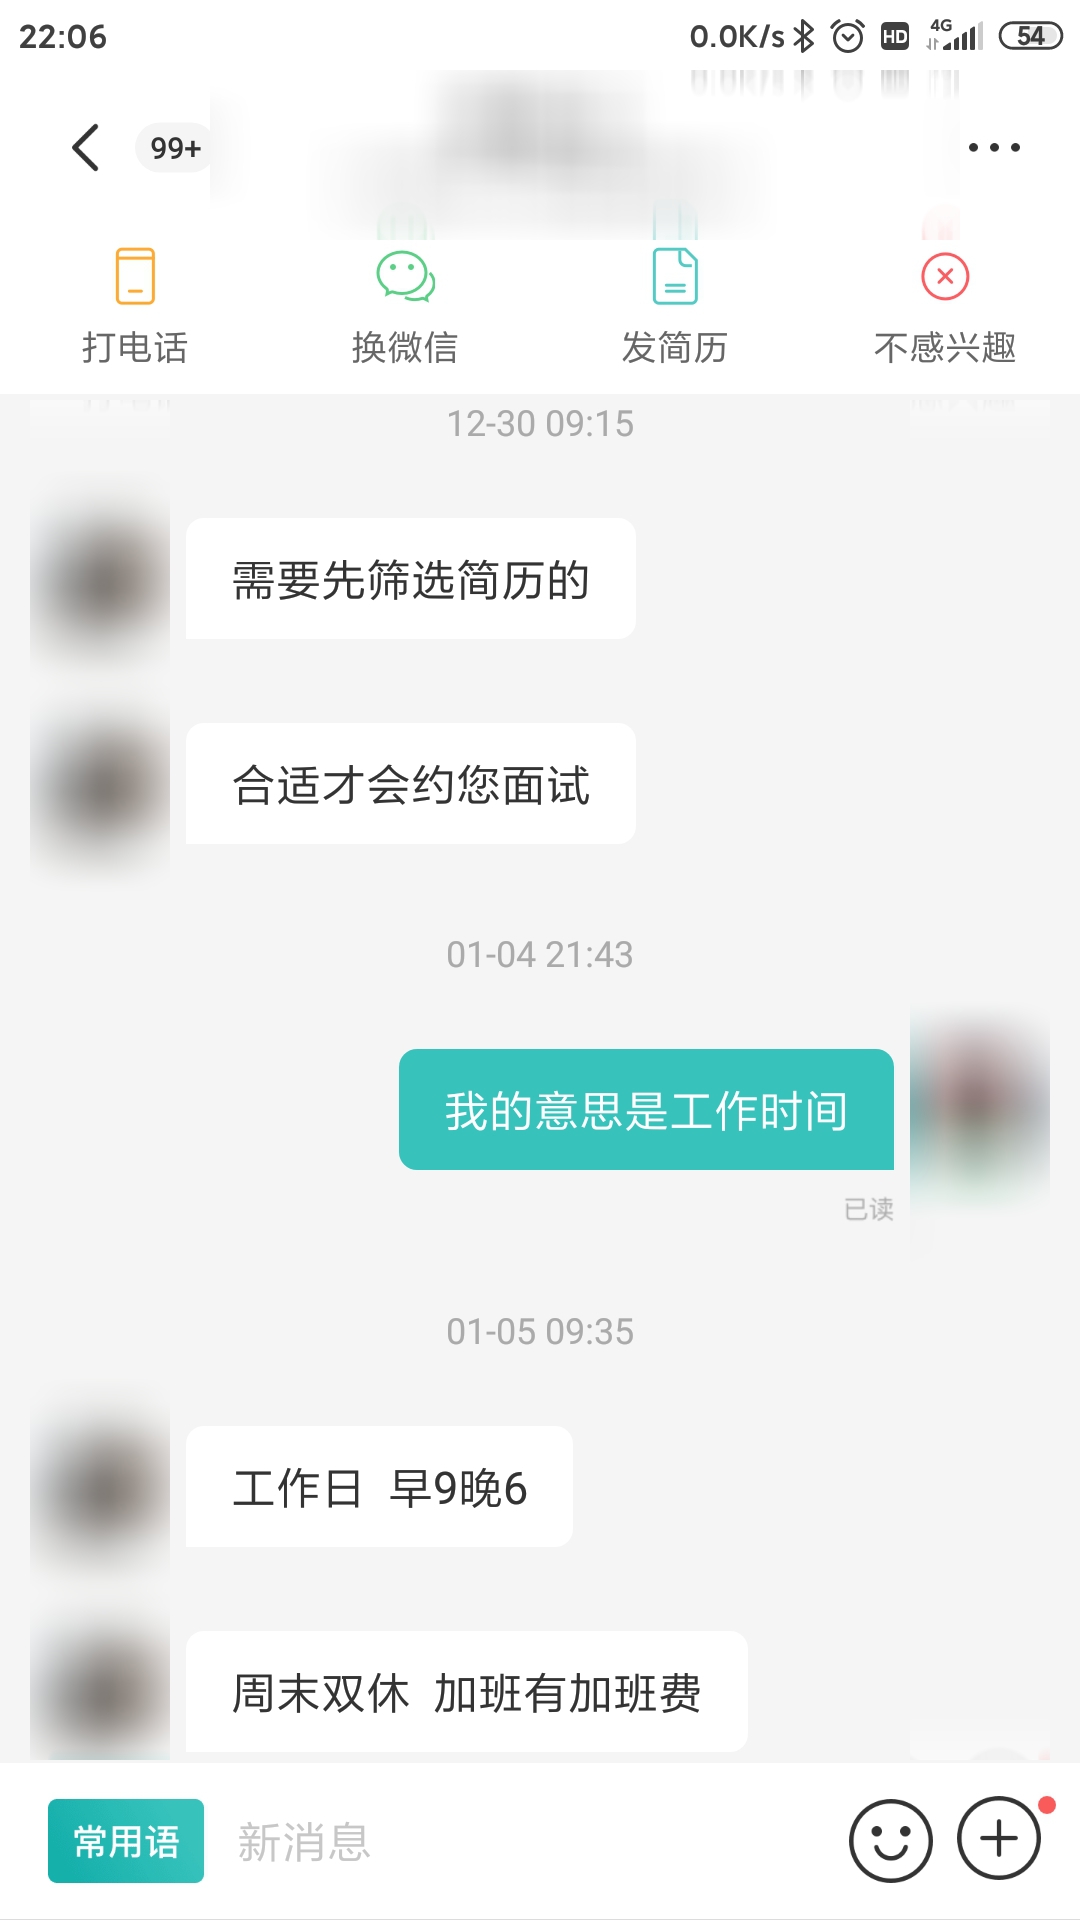 22:06 0.0K/s HD 4G 54
99+
打电话 换微信 发简历 不感兴趣
12-30 09:15
需要先筛选简历的
合适才会约您面试
01-04 21:43
我的意思是工作时间
已读
01-05 09:35
工作日 早9晚6
周末双休 加班有加班费
常用语 新消息